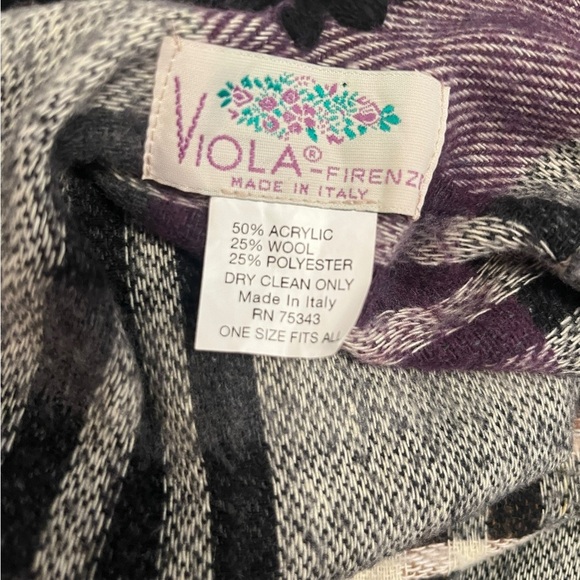 VIOLA®-FIRENZE
MADE IN ITALY
50% ACRYLIC
25% WOOL
25% POLYESTER
DRY CLEAN ONLY
Made In Italy
RN 75343
ONE SIZE FITS ALL